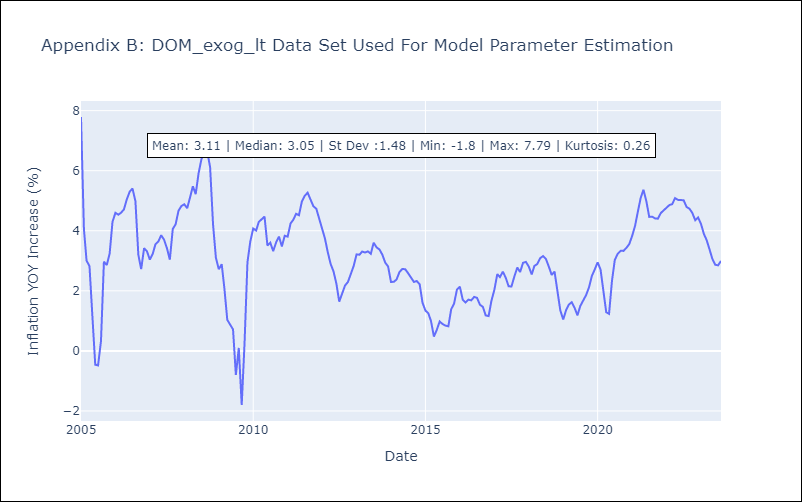 Appendix B: DOM_exog_lt Data Set Used For Model Parameter Estimation
8
Mean: 3.11 | Median: 3.05 | St Dev :1.48 | Min: -1.8 | Max: 7.79 | Kurtosis: 0.26
6
4
2
0
−2
Inflation YOY Increase (%)
2005
2010
2015
2020
Date